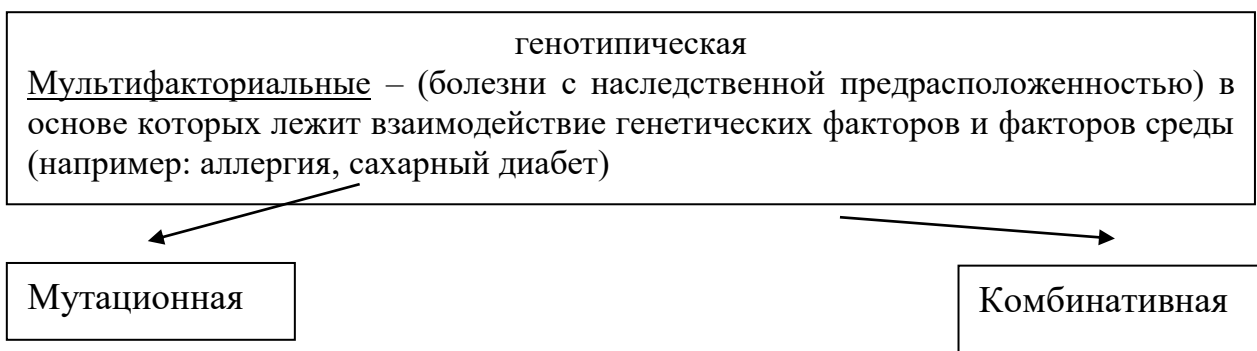 генотипическая
Мультифакториальные – (болезни с наследственной предрасположенностью) в
основе которых лежит взаимодействие генетических факторов и факторов среды
(например: аллергия, сахарный диабет)
Мутационная
Комбинативная